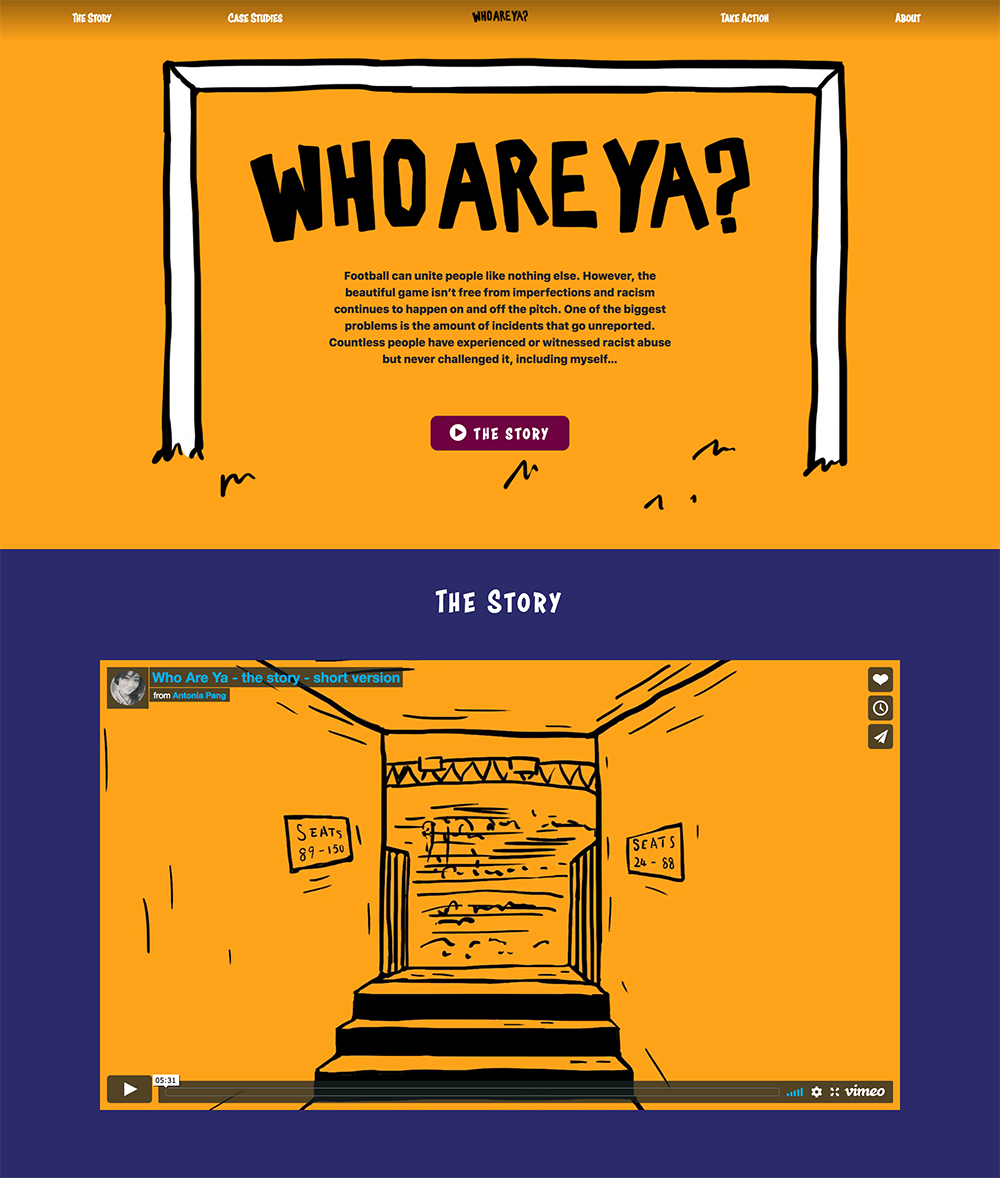 The Story
Case Studies
WHO ARE YA?
Take Action
About
WHO ARE YA?
Football can unite people like nothing else. However, the
beautiful game isn’t free from imperfections and racism
continues to happen on and off the pitch. One of the biggest
problems is the amount of incidents that go unreported.
Countless people have experienced or witnessed racist abuse
but never challenged it, including myself...
THE STORY
The Story
Who Are Ya - the story - short version
from Antonia Pang
SEATS
89-150
SEATS
24-88
05:31
vimeo